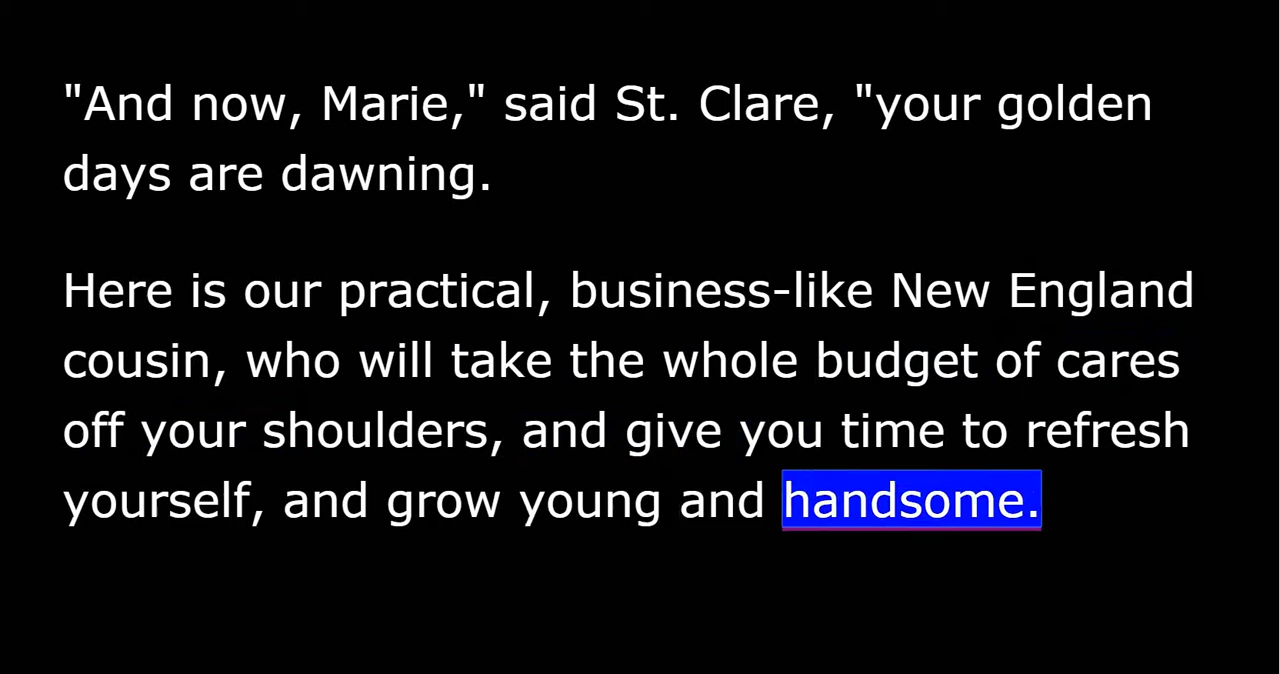 "And now, Marie," said St. Clare, "your golden
days are dawning.
Here is our practical, business-like New England
cousin, who will take the whole budget of cares
off your shoulders, and give you time to refresh
yourself, and grow young and handsome.